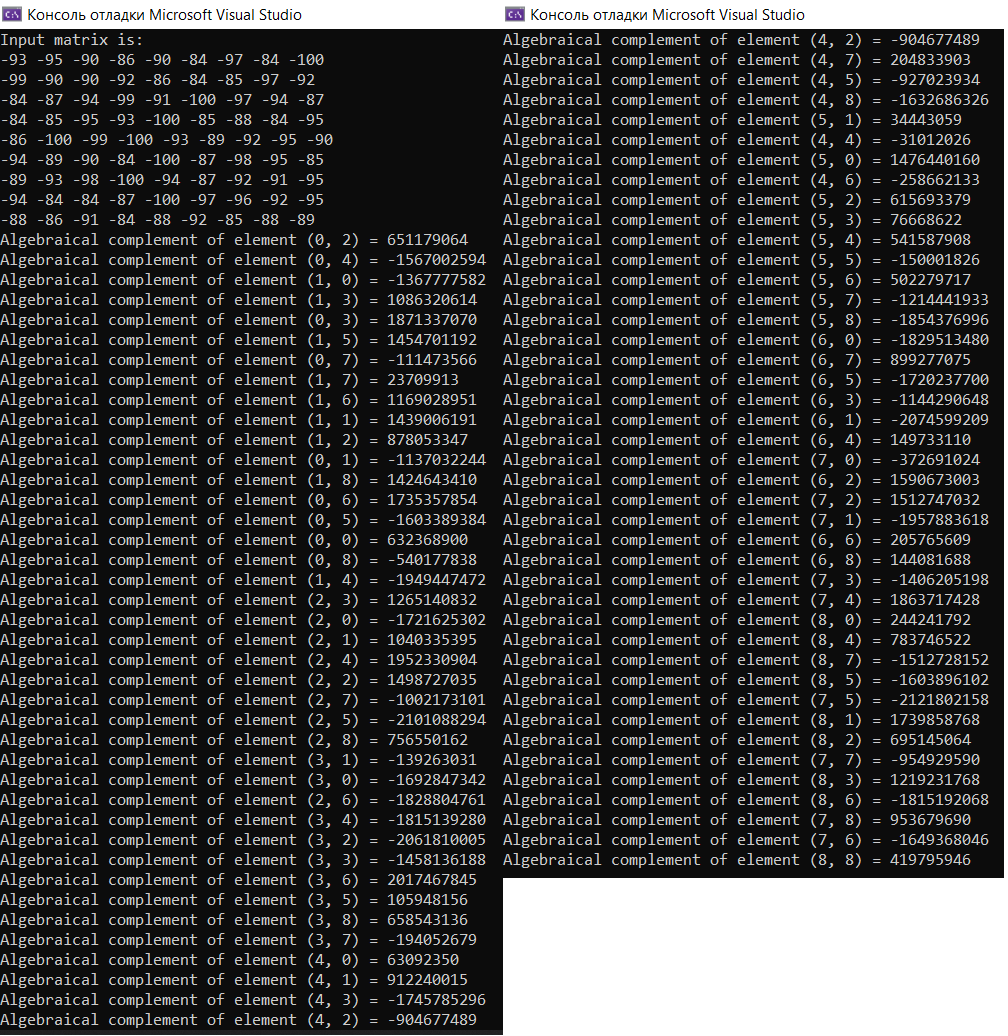 Консоль отладки Microsoft Visual Studio
Input matrix is:
-93 -95 -90 -86 -90 -84 -97 -84 -100
-99 -90 -90 -92 -86 -84 -85 -97 -92
-84 -87 -94 -99 -91 -100 -97 -94 -87
-84 -85 -95 -93 -100 -85 -88 -84 -95
-86 -100 -99 -100 -93 -89 -92 -95 -90
-94 -89 -90 -84 -100 -87 -98 -95 -85
-89 -93 -98 -100 -94 -87 -92 -91 -95
-94 -84 -84 -87 -100 -97 -96 -92 -95
-88 -86 -91 -84 -88 -92 -85 -88 -89
Algebraical complement of element (0, 2) = 651179064
Algebraical complement of element (0, 4) = -1567002594
Algebraical complement of element (1, 0) = -1367777582
Algebraical complement of element (1, 3) = 1086320614
Algebraical complement of element (0, 3) = 1871337070
Algebraical complement of element (1, 5) = 1454701192
Algebraical complement of element (0, 7) = -111473566
Algebraical complement of element (1, 7) = 23709913
Algebraical complement of element (1, 6) = 1169028951
Algebraical complement of element (1, 1) = 1439006191
Algebraical complement of element (1, 2) = 878053347
Algebraical complement of element (0, 1) = -1137032244
Algebraical complement of element (1, 8) = 1424643410
Algebraical complement of element (0, 6) = 1735357854
Algebraical complement of element (0, 5) = -1603389384
Algebraical complement of element (0, 0) = 632368900
Algebraical complement of element (0, 8) = -540177838
Algebraical complement of element (1, 4) = -1949447472
Algebraical complement of element (2, 3) = 1265140832
Algebraical complement of element (2, 0) = -1721625302
Algebraical complement of element (2, 1) = 1040335395
Algebraical complement of element (2, 4) = 1952330904
Algebraical complement of element (2, 2) = 1498727035
Algebraical complement of element (2, 7) = -1002173101
Algebraical complement of element (2, 5) = -2101088294
Algebraical complement of element (2, 8) = 756550162
Algebraical complement of element (3, 1) = -139263031
Algebraical complement of element (3, 0) = -1692847342
Algebraical complement of element (2, 6) = -1828804761
Algebraical complement of element (3, 4) = -1815139280
Algebraical complement of element (3, 2) = -2061810005
Algebraical complement of element (3, 3) = -1458136188
Algebraical complement of element (3, 6) = 2017467845
Algebraical complement of element (3, 5) = 105948156
Algebraical complement of element (3, 8) = 658543136
Algebraical complement of element (3, 7) = -194052679
Algebraical complement of element (4, 0) = 63092350
Algebraical complement of element (4, 1) = 912240015
Algebraical complement of element (4, 3) = -1745785296
Algebraical complement of element (4, 2) = -904677489
Консоль отладки Microsoft Visual Studio
Algebraical complement of element (4, 2) = -904677489
Algebraical complement of element (4, 7) = 204833903
Algebraical complement of element (4, 5) = -927023934
Algebraical complement of element (4, 8) = -1632686326
Algebraical complement of element (5, 1) = 34443059
Algebraical complement of element (4, 4) = -31012026
Algebraical complement of element (5, 0) = 1476440160
Algebraical complement of element (4, 6) = -258662133
Algebraical complement of element (5, 2) = 615693379
Algebraical complement of element (5, 3) = 76668622
Algebraical complement of element (5, 4) = 541587908
Algebraical complement of element (5, 5) = -150001826
Algebraical complement of element (5, 6) = 502279717
Algebraical complement of element (5, 7) = -1214441933
Algebraical complement of element (5, 8) = -1854376996
Algebraical complement of element (6, 0) = -1829513480
Algebraical complement of element (6, 7) = 899277075
Algebraical complement of element (6, 5) = -1720237700
Algebraical complement of element (6, 3) = -1144290648
Algebraical complement of element (6, 1) = -2074599209
Algebraical complement of element (6, 4) = 149733110
Algebraical complement of element (7, 0) = -372691024
Algebraical complement of element (6, 2) = 1590673003
Algebraical complement of element (7, 2) = 1512747032
Algebraical complement of element (7, 1) = -1957883618
Algebraical complement of element (6, 6) = 205765609
Algebraical complement of element (6, 8) = 144081688
Algebraical complement of element (7, 3) = -1406205198
Algebraical complement of element (7, 4) = 1863717428
Algebraical complement of element (8, 0) = 244241792
Algebraical complement of element (8, 4) = 783746522
Algebraical complement of element (8, 7) = -1512728152
Algebraical complement of element (8, 5) = -1603896102
Algebraical complement of element (7, 5) = -2121802158
Algebraical complement of element (8, 1) = 1739858768
Algebraical complement of element (8, 2) = 695145064
Algebraical complement of element (7, 7) = -954929590
Algebraical complement of element (8, 3) = 1219231768
Algebraical complement of element (8, 6) = -1815192068
Algebraical complement of element (7, 8) = 953679690
Algebraical complement of element (7, 6) = -1649368046
Algebraical complement of element (8, 8) = 419795946